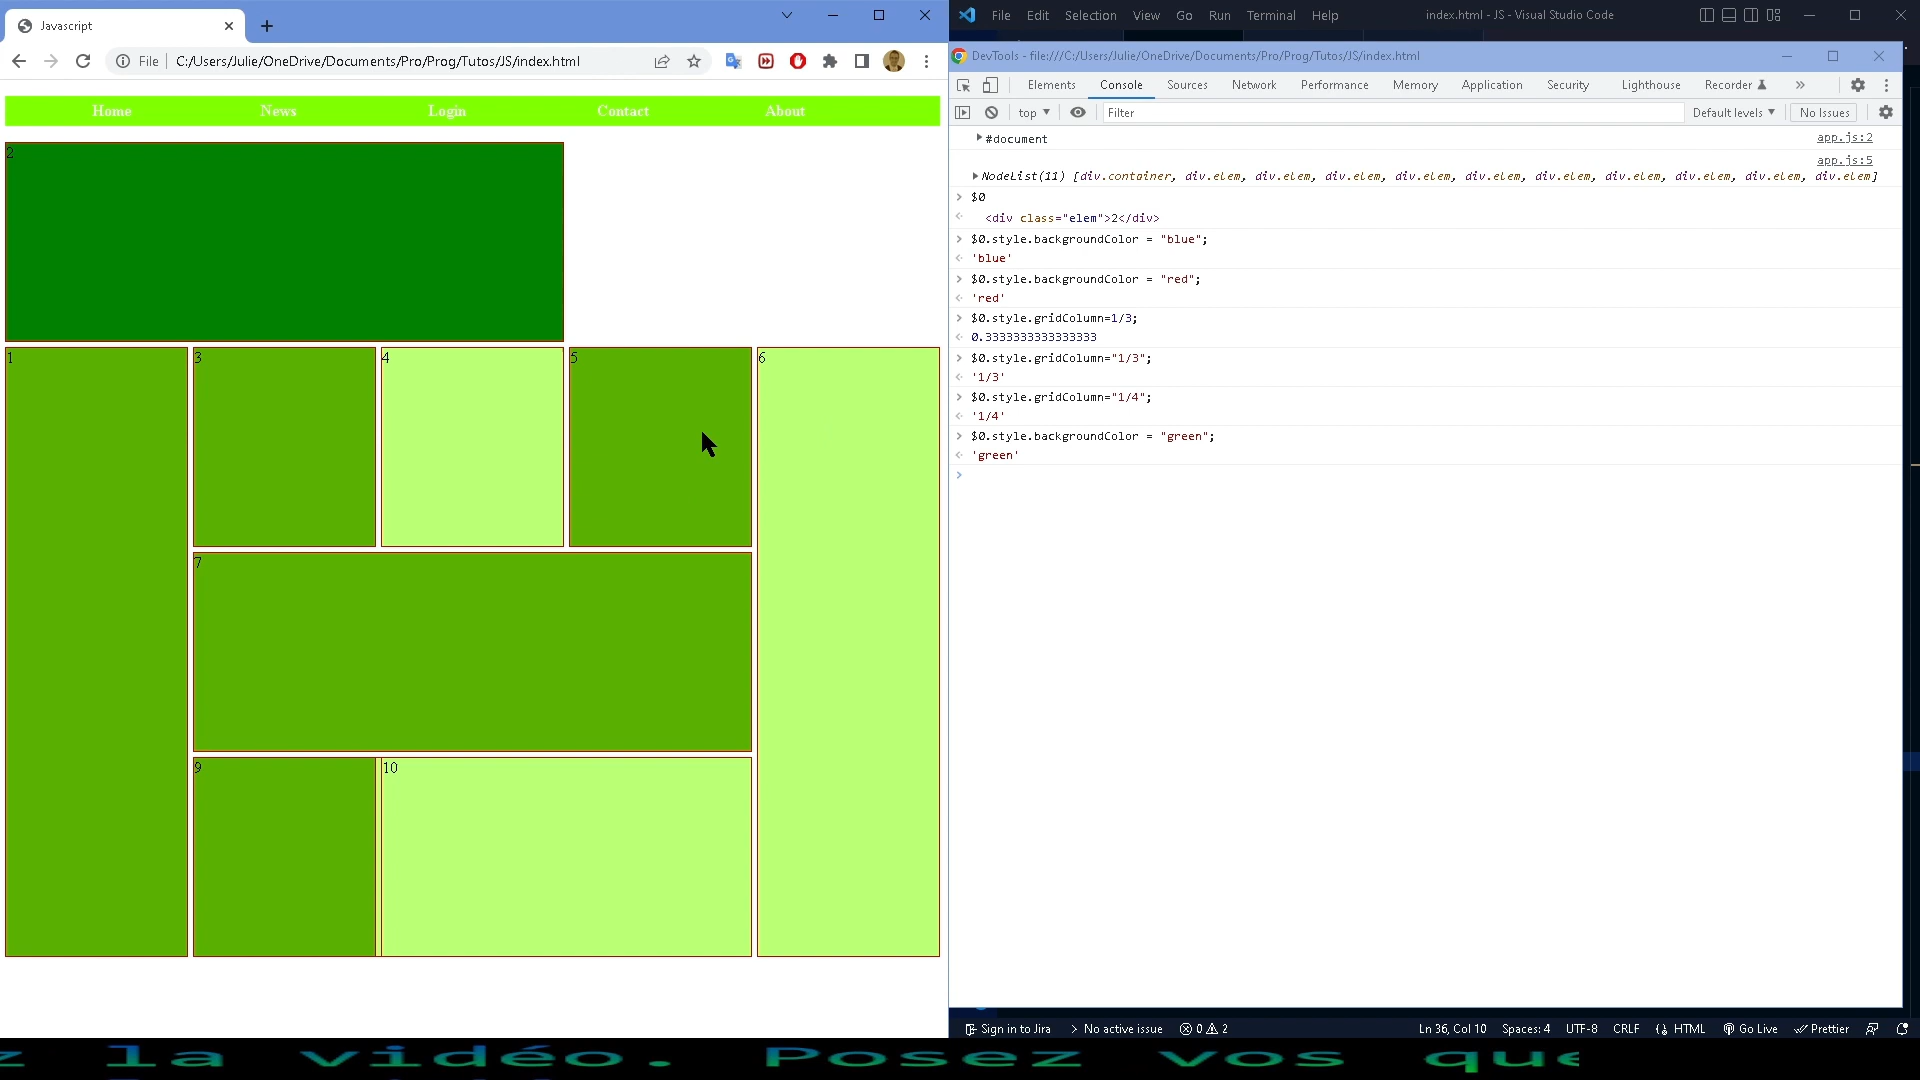 Javascript
File C:/Users/Julie/OneDrive/Documents/Pro/Prog/Tutos/JS/index.html
Home News Login Contact About
2
1 3 4 5 6
7
9 10
File Edit Selection View Go Run Terminal Help index.html - JS - Visual Studio Code
DevTools - file:///C:/Users/Julie/OneDrive/Documents/Pro/Prog/Tutos/JS/index.html
Elements Console Sources Network Performance Memory Application Security Lighthouse Recorder
top Filter Default levels No Issues
#document app.js:2
app.js:5
NodeList(11) [div.container, div.elem, div.elem, div.elem, div.elem, div.elem, div.elem, div.elem, div.elem, div.elem, div.elem]
$0
<div class="elem">2</div>
$0.style.backgroundColor = "blue";
'blue'
$0.style.backgroundColor = "red";
'red'
$0.style.gridColumn=1/3;
0.3333333333333333
$0.style.gridColumn="1/3";
'1/3'
$0.style.gridColumn="1/4";
'1/4'
$0.style.backgroundColor = "green";
'green'
Sign in to Jira No active issue 0 2 Ln 36, Col 10 Spaces: 4 UTF-8 CRLF HTML Go Live Prettier
z la vidéo. Posez vos que